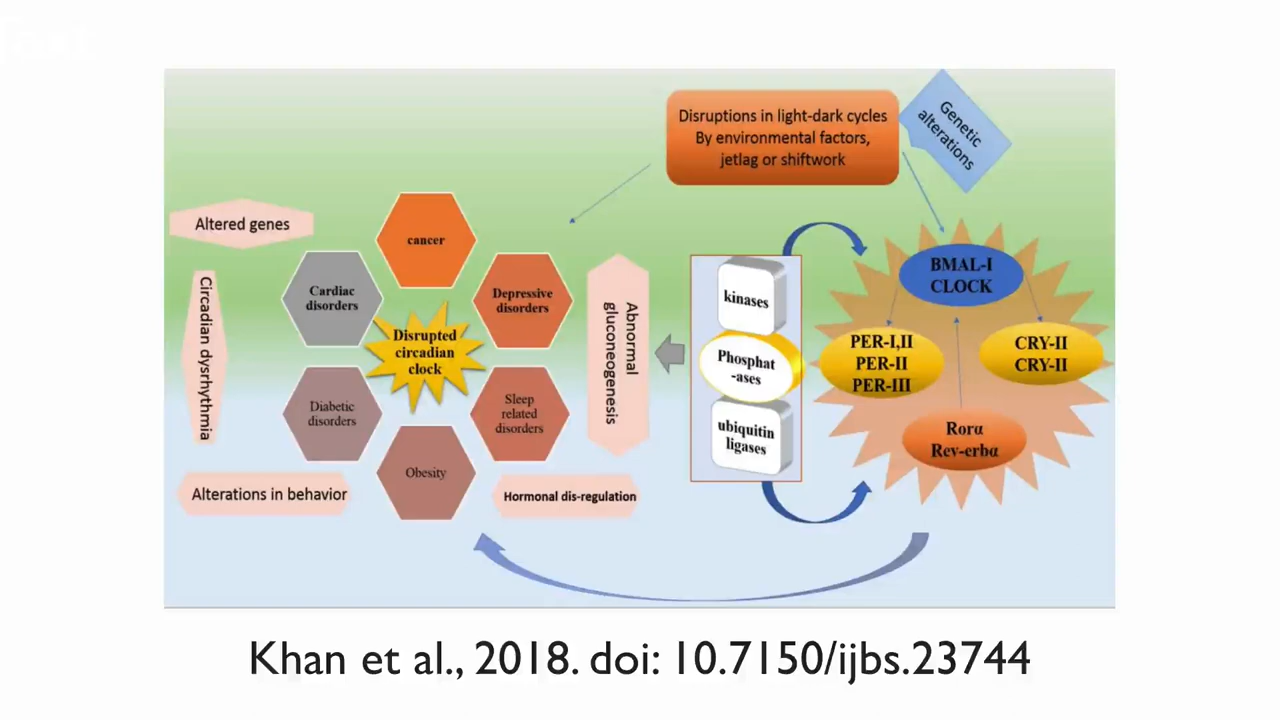 Disruptions in light-dark cycles
By environmental factors,
jetlag or shiftwork
Genetic
alterations
Altered genes
cancer
Cardiac
disorders
Depressive
disorders
Circadian dysrhythmia
Disrupted
circadian
clock
Abnormal
gluconeogenesis
Diabetic
disorders
Sleep
related
disorders
Obesity
Alterations in behavior
Hormonal dis-regulation
kinases
Phosphat
-ases
ubiquitin
ligases
BMAL-I
CLOCK
PER-I,II
PER-II
PER-III
CRY-II
CRY-II
Rorα
Rev-erbα
Khan et al., 2018. doi: 10.7150/ijbs.23744